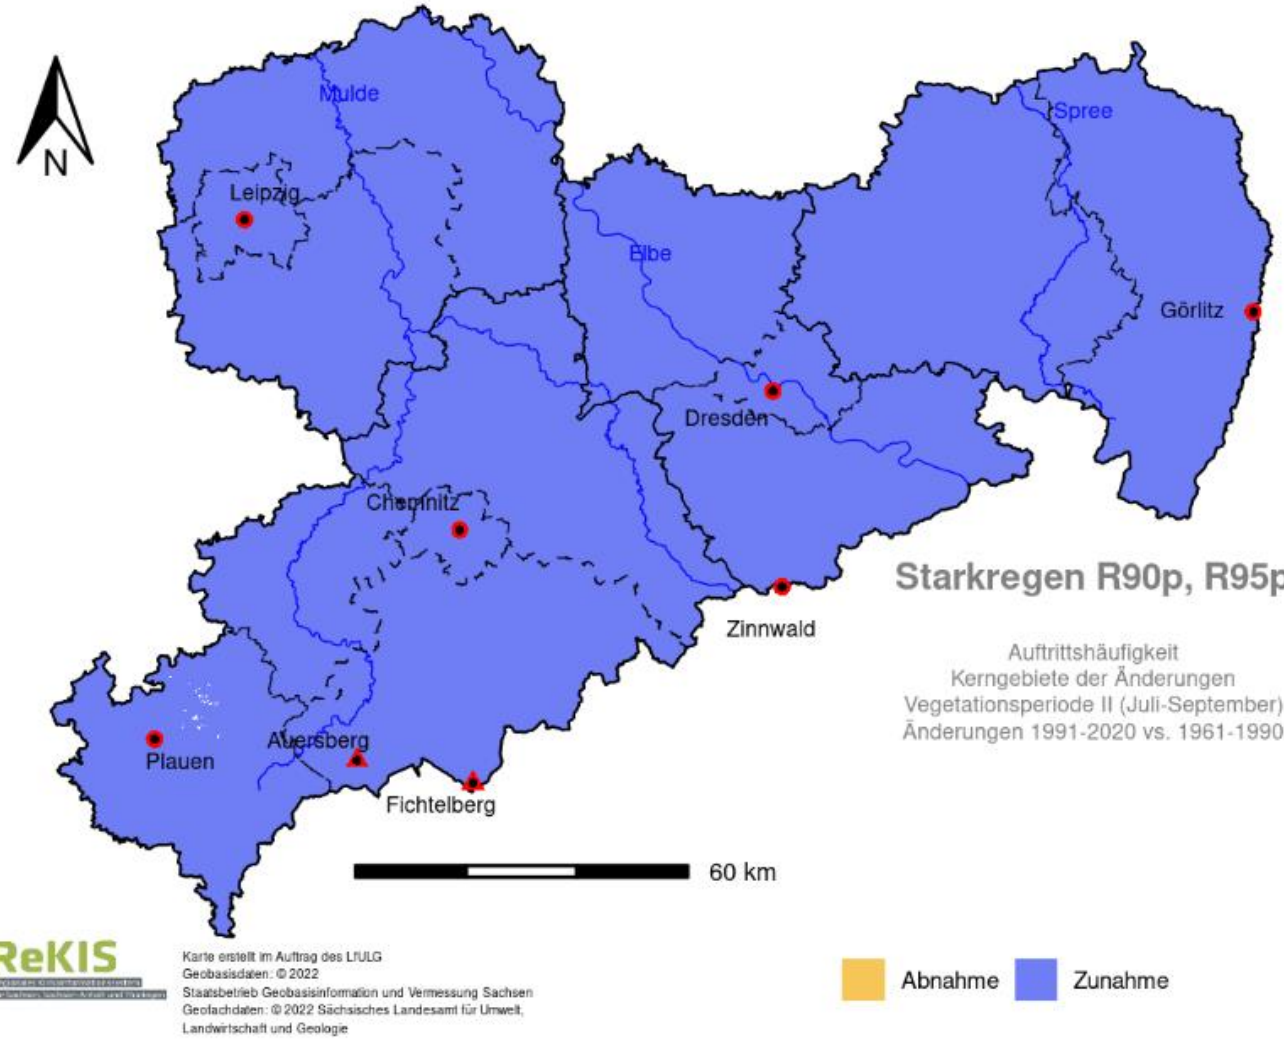 Mulde
Spree
Leipzig
Elbe
Görlitz
Dresden
Chemnitz
Starkregen R90p, R95p
Zinnwald
Auftrittshäufigkeit
Kerngebiete der Änderungen
Vegetationsperiode II (Juli-September)
Änderungen 1991-2020 vs. 1961-1990
Auersberg
Plauen
Fichtelberg
60 km
N
ReKIS
Karte erstellt im Auftrag des LfULG
Geobasisdaten: © 2022
Staatsbetrieb Geobasisinformation und Vermessung Sachsen
Geofachdaten: © 2022 Sächsisches Landesamt für Umwelt,
Landwirtschaft und Geologie
Abnahme
Zunahme